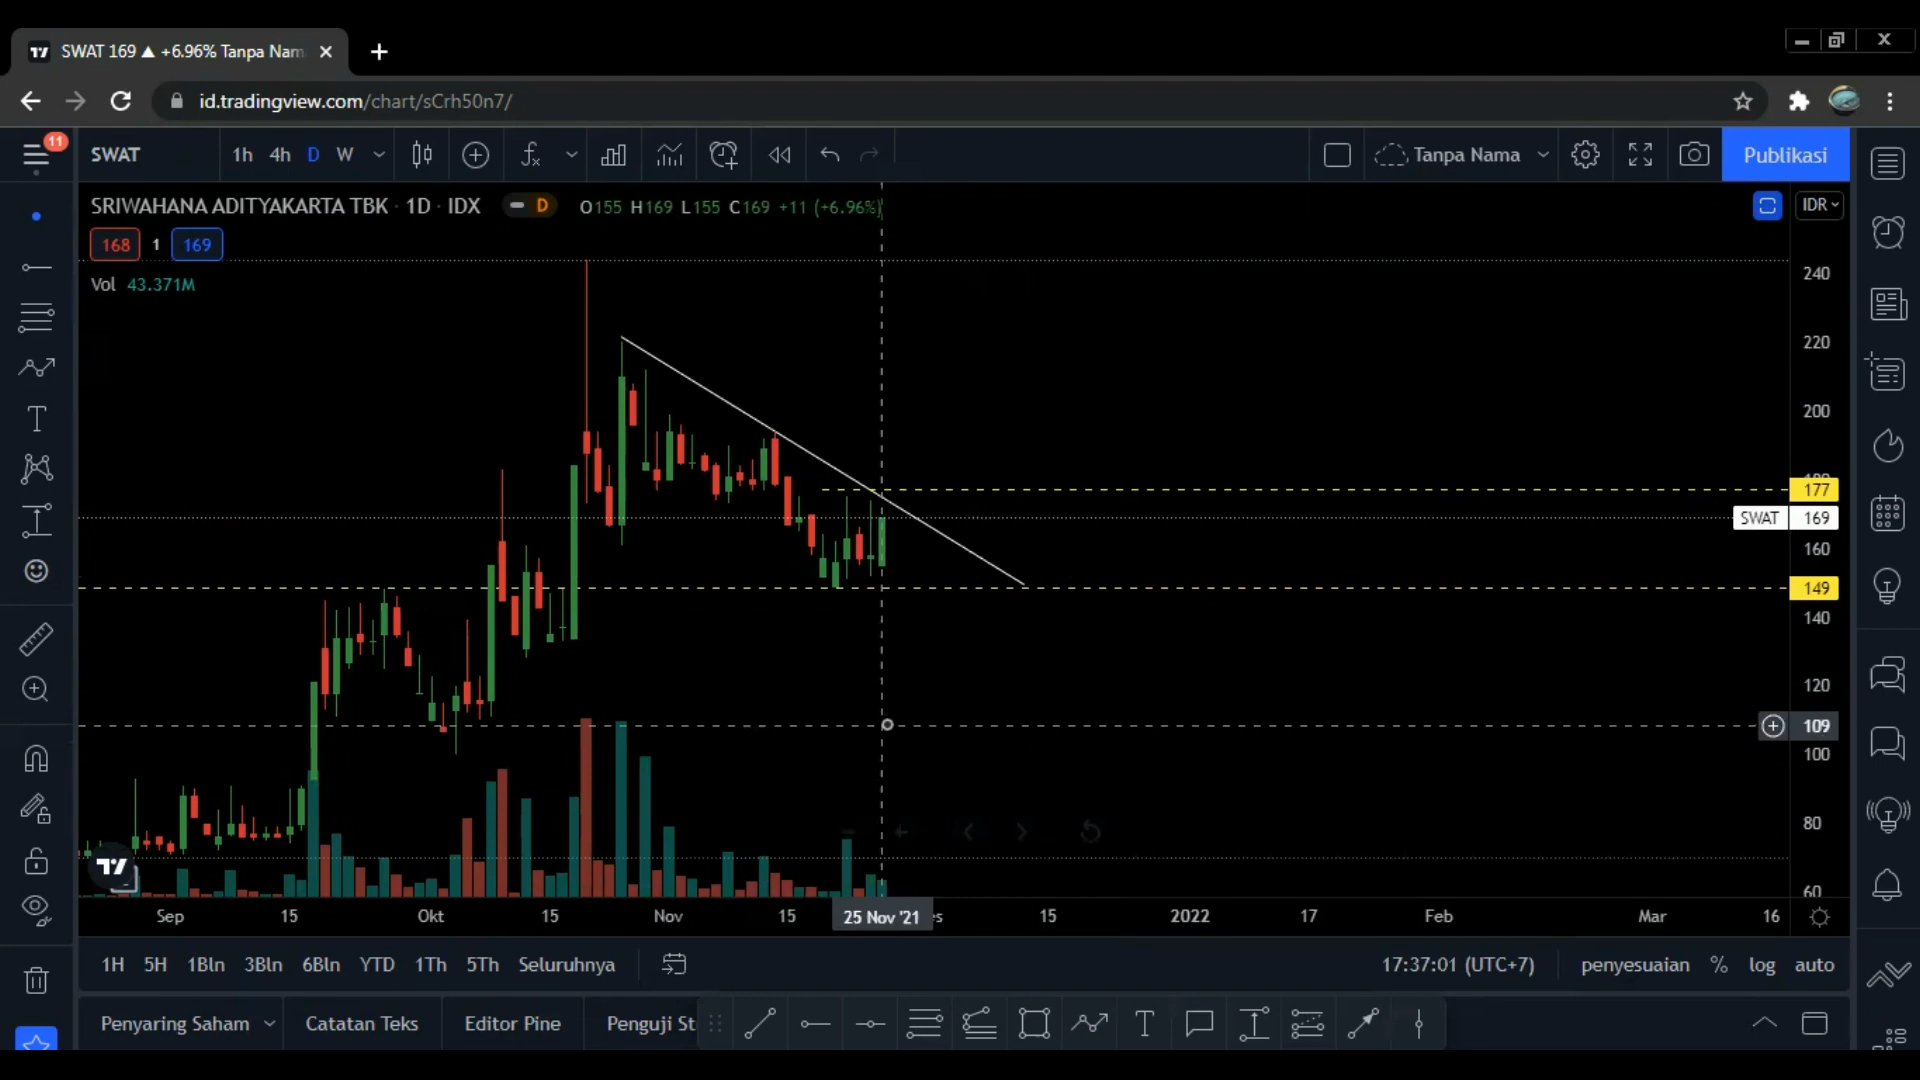 SWAT 169 ▲ +6.96% Tanpa Nam
id.tradingview.com/chart/sCrh50n7/
11
SWAT 1h 4h D W Tanpa Nama Publikasi
SRIWAHANA ADITYAKARTA TBK · 1D · IDX D O155 H169 L155 C169 +11 (+6.96%) IDR
168 1 169
Vol 43.371M
240
220
200
177
SWAT 169
160
149
140
120
109
100
80
60
Sep 15 Okt 15 Nov 15 25 Nov '21 15 2022 17 Feb Mar 16
1H 5H 1Bln 3Bln 6Bln YTD 1Th 5Th Seluruhnya 17:37:01 (UTC+7) penyesuaian % log auto
Penyaring Saham Catatan Teks Editor Pine Penguji St